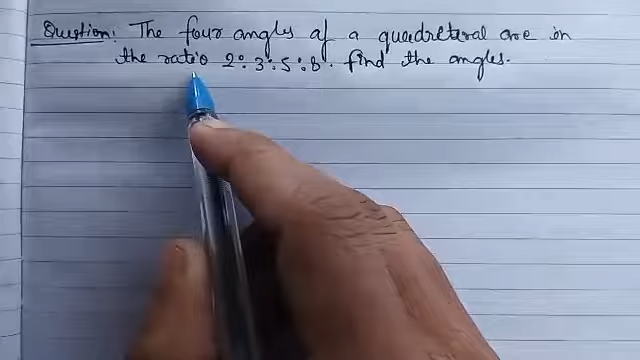 Question: The four angles of a quadreteral are in
the ratio 2:3:5:8. find the angles.